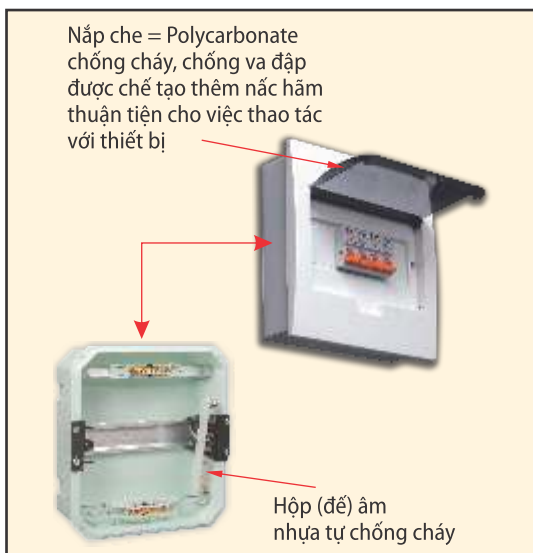 Nắp che = Polycarbonate
chống cháy, chống va đập
được chế tạo thêm nấc hãm
thuận tiện cho việc thao tác
với thiết bị
Hộp (đế) âm
nhựa tự chống cháy